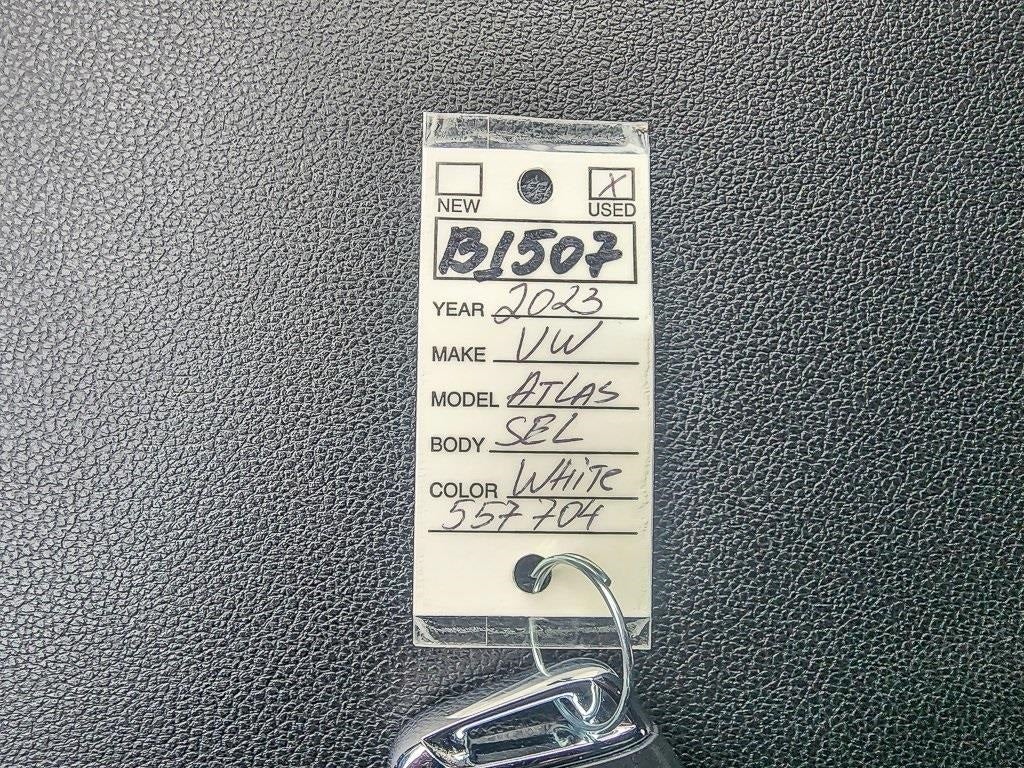 X
NEW USED
B1507
YEAR 2023
MAKE VW
MODEL ATLAS
BODY SEL
COLOR WHiTe
557704